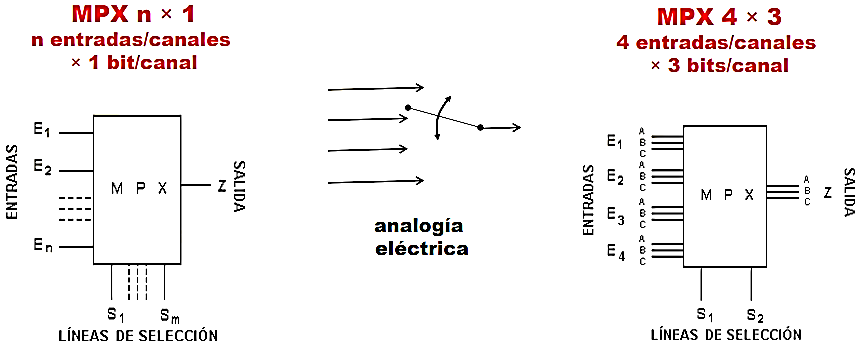 MPX n × 1
n entradas/canales
× 1 bit/canal
E1
E2
En
ENTRADAS
M P X
Z
SALIDA
S1
Sm
LÍNEAS DE SELECCIÓN
analogía
eléctrica
MPX 4 × 3
4 entradas/canales
× 3 bits/canal
ENTRADAS
E1
A
B
C
E2
A
B
C
E3
A
B
C
E4
A
B
C
M P X
A
B
C
Z
SALIDA
S1
S2
LÍNEAS DE SELECCIÓN